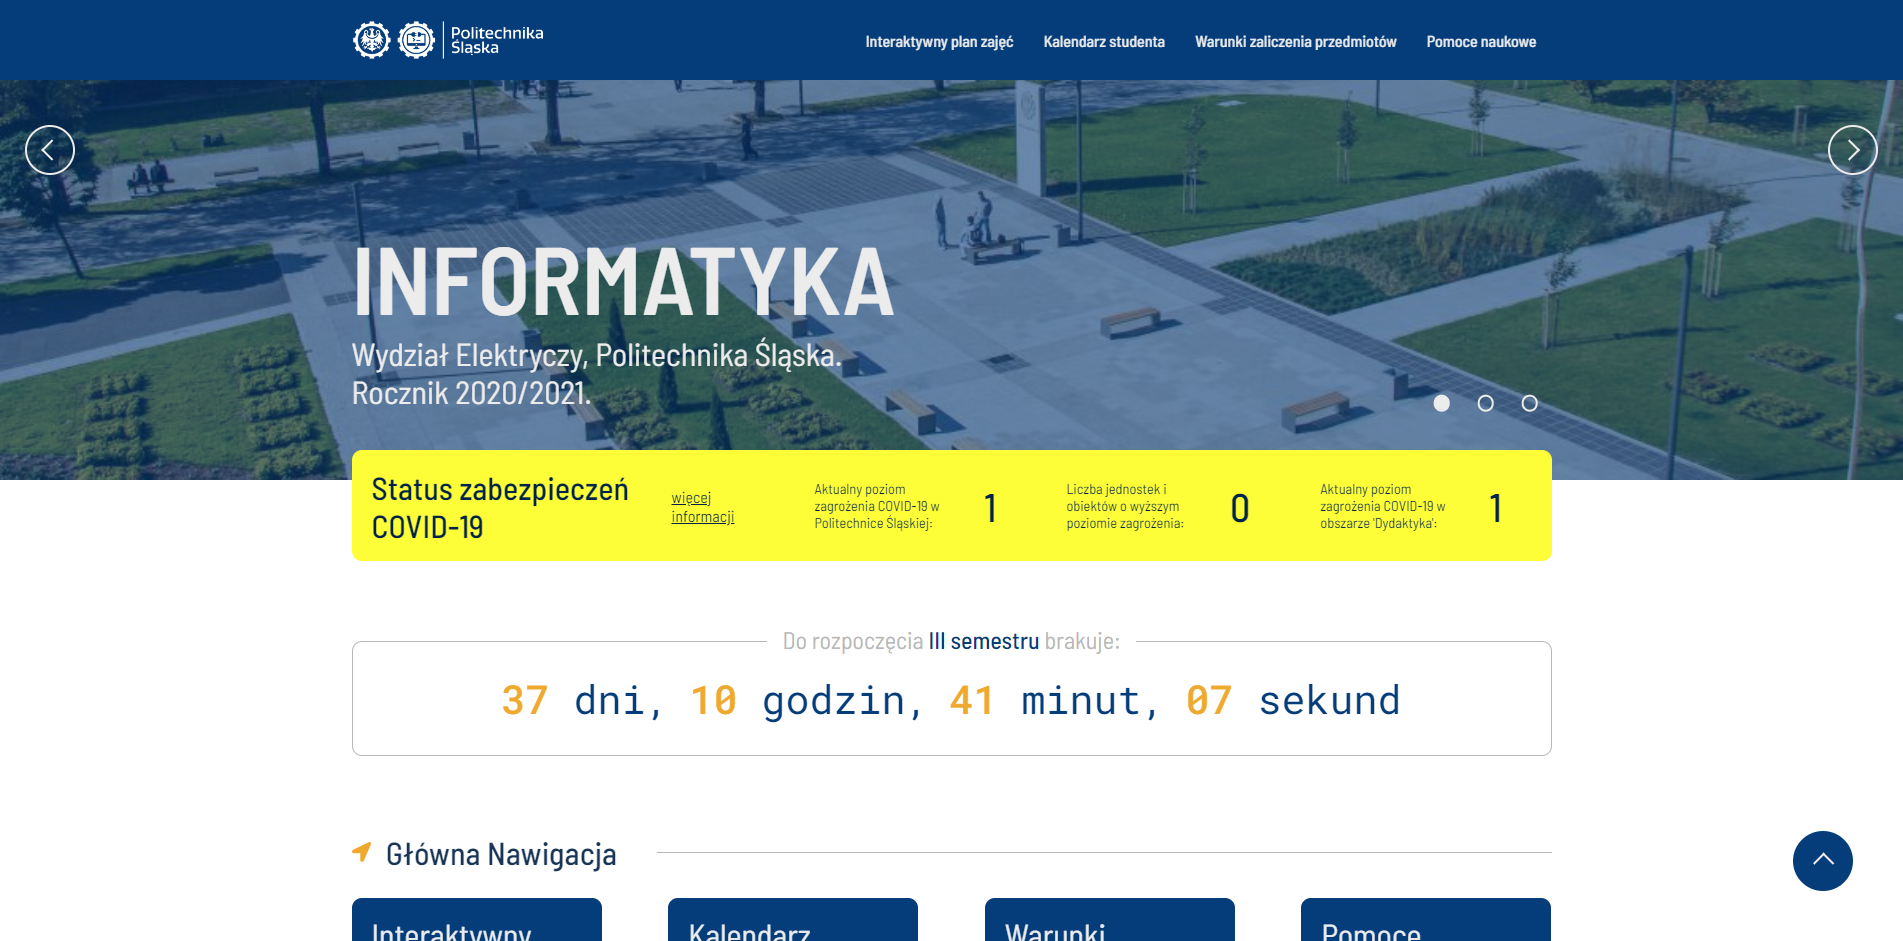 Politechnika
Śląska
Interaktywny plan zajęć
Kalendarz studenta
Warunki zaliczenia przedmiotów
Pomoce naukowe
INFORMATYKA
Wydział Elektryczy, Politechnika Śląska.
Rocznik 2020/2021.
Status zabezpieczeń
COVID-19
więcej
informacji
Aktualny poziom
zagrożenia COVID-19 w
Politechnice Śląskiej:
1
Liczba jednostek i
obiektów o wyższym
poziomie zagrożenia:
0
Aktualny poziom
zagrożenia COVID-19 w
obszarze 'Dydaktyka':
1
Do rozpoczęcia III semestru brakuje:
37 dni, 10 godzin, 41 minut, 07 sekund
Główna Nawigacja
Interaktywny
Kalendarz
Warunki
Pomoce